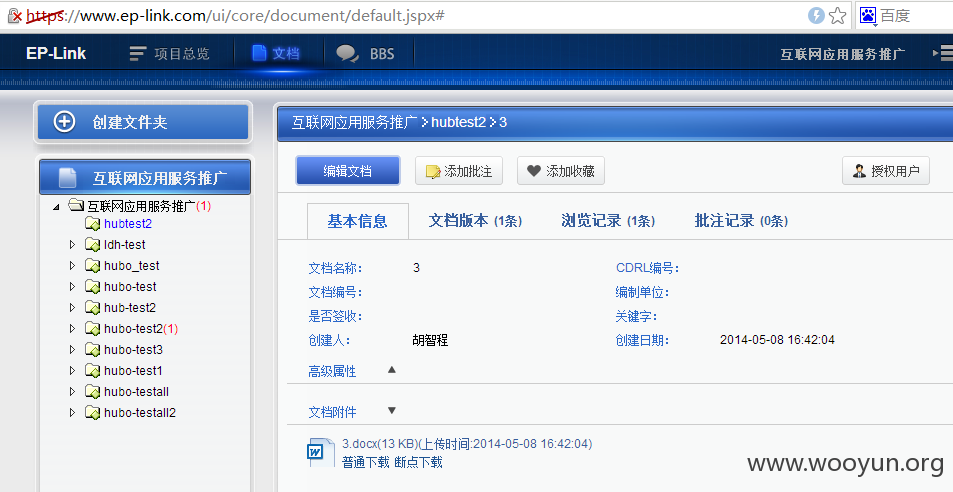 https://www.ep-link.com/ui/core/document/default.jspx# 百度
EP-Link 项目总览 文档 BBS 互联网应用服务推广
创建文件夹
互联网应用服务推广 > hubtest2 > 3
编辑文档 添加批注 添加收藏 授权用户
互联网应用服务推广
互联网应用服务推广(1)
hubtest2
ldh-test
hubo_test
hubo-test
hub-test2
hubo-test2(1)
hubo-test3
hubo-test1
hubo-testall
hubo-testall2
基本信息 文档版本 (1条) 浏览记录 (1条) 批注记录 (0条)
文档名称: 3 CDRL编号:
文档编号: 编制单位:
是否签收: 关键字:
创建人: 胡智程 创建日期: 2014-05-08 16:42:04
高级属性
文档附件
3.docx(13 KB)(上传时间:2014-05-08 16:42:04)
普通下载 断点下载
www.wooyun.org